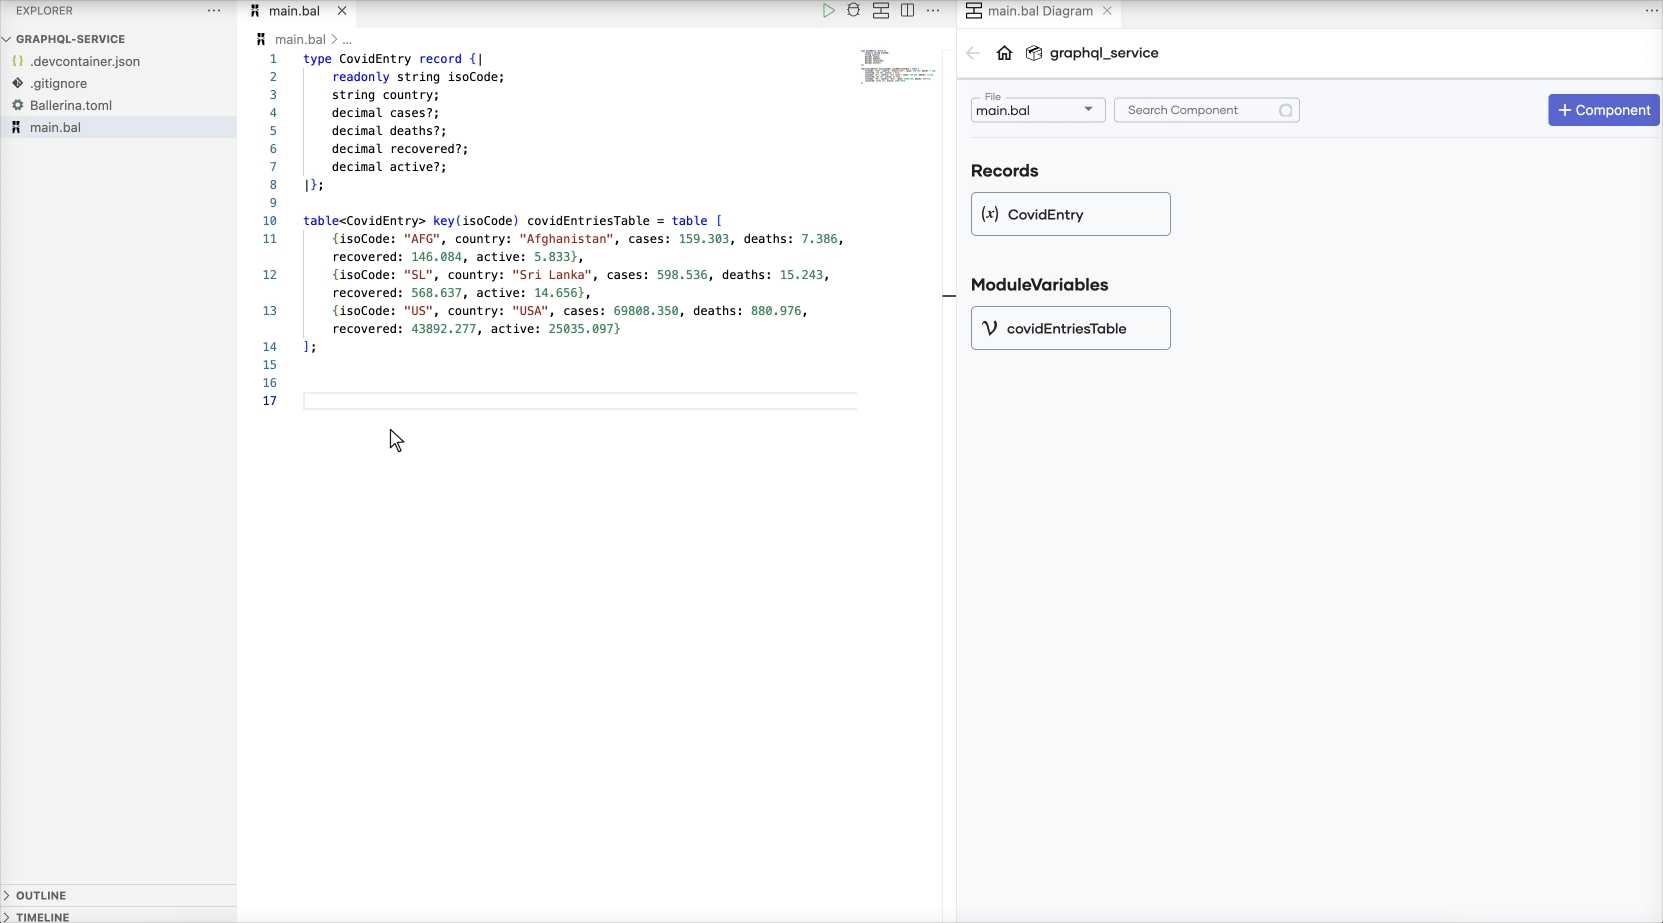 EXPLORER
GRAPHQL-SERVICE
{} .devcontainer.json
.gitignore
Ballerina.toml
main.bal
OUTLINE
TIMELINE
main.bal
main.bal > ...
1 type CovidEntry record {|
2 readonly string isoCode;
3 string country;
4 decimal cases?;
5 decimal deaths?;
6 decimal recovered?;
7 decimal active?;
8 |};
9
10 table<CovidEntry> key(isoCode) covidEntriesTable = table [
11 {isoCode: "AFG", country: "Afghanistan", cases: 159.303, deaths: 7.386,
recovered: 146.084, active: 5.833},
12 {isoCode: "SL", country: "Sri Lanka", cases: 598.536, deaths: 15.243,
recovered: 568.637, active: 14.656},
13 {isoCode: "US", country: "USA", cases: 69808.350, deaths: 880.976,
recovered: 43892.277, active: 25035.097}
14 ];
15
16
17
main.bal Diagram
graphql_service
File
main.bal
Search Component
+ Component
Records
(x) CovidEntry
ModuleVariables
V covidEntriesTable